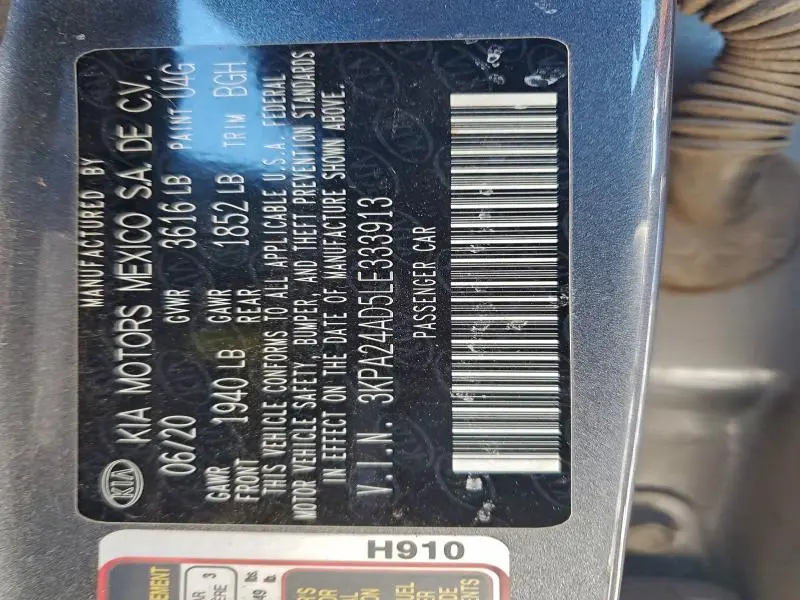 MANUFACTURED BY
KIA KIA MOTORS MEXICO S.A. DE C.V.
06/20 GVWR 3616 LB PAINT U4G
GAWR FRONT 1940 LB GAWR REAR 1852 LB TRIM BGH
THIS VEHICLE CONFORMS TO ALL APPLICABLE U.S.A. FEDERAL
MOTOR VEHICLE SAFETY, BUMPER, AND THEFT PREVENTION STANDARDS
IN EFFECT ON THE DATE OF MANUFACTURE SHOWN ABOVE.
V.I.N. 3KPA24AD5LE333913
PASSENGER CAR
H910